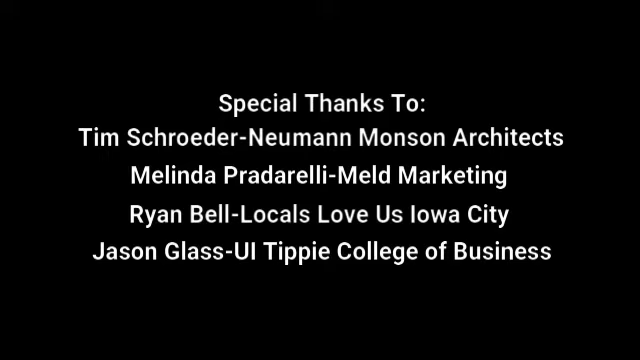 Special Thanks To:
Tim Schroeder-Neumann Monson Architects
Melinda Pradarelli-Meld Marketing
Ryan Bell-Locals Love Us Iowa City
Jason Glass-UI Tippie College of Business